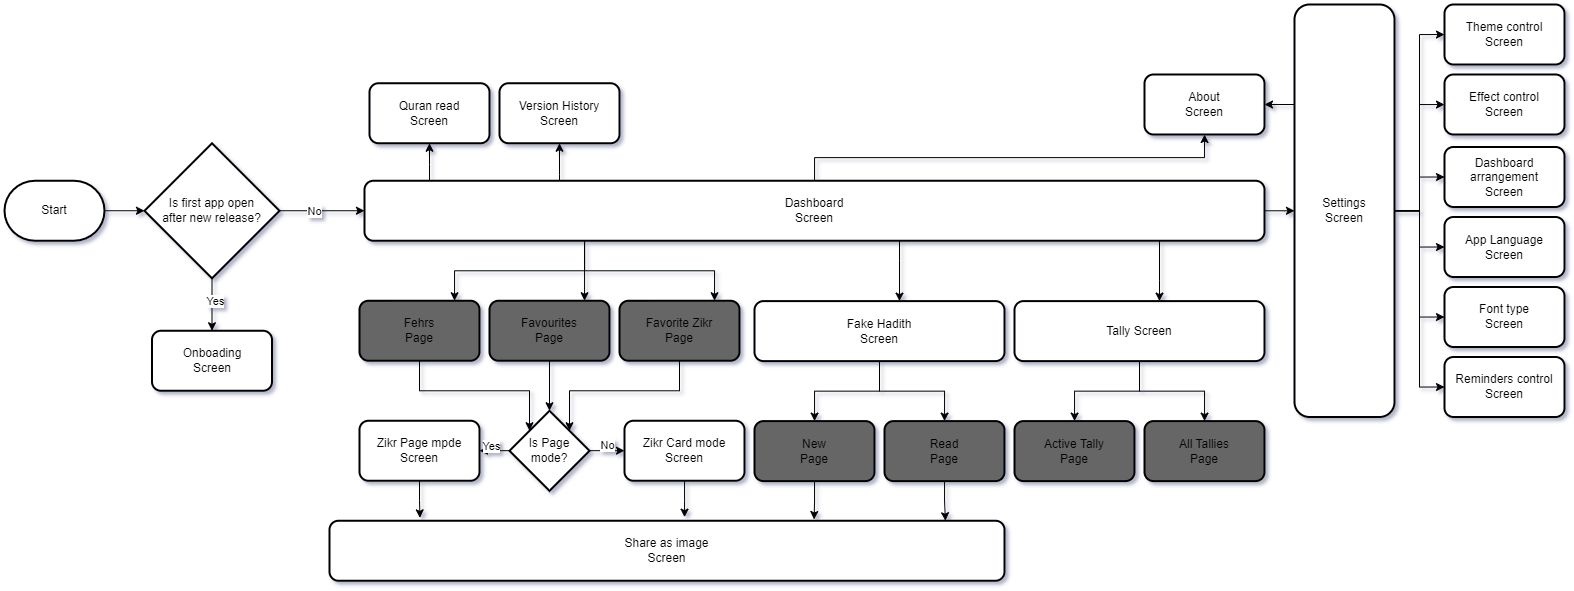 Start
Is first app open
after new release?
Yes
Onboading
Screen
No
Quran read
Screen
Version History
Screen
Dashboard
Screen
About
Screen
Settings
Screen
Theme control
Screen
Effect control
Screen
Dashboard
arrangement
Screen
App Language
Screen
Font type
Screen
Reminders control
Screen
Fehrs
Page
Favourites
Page
Favorite Zikr
Page
Fake Hadith
Screen
Tally Screen
Zikr Page mpde
Screen
Yes
Is Page
mode?
No
Zikr Card mode
Screen
New
Page
Read
Page
Active Tally
Page
All Tallies
Page
Share as image
Screen